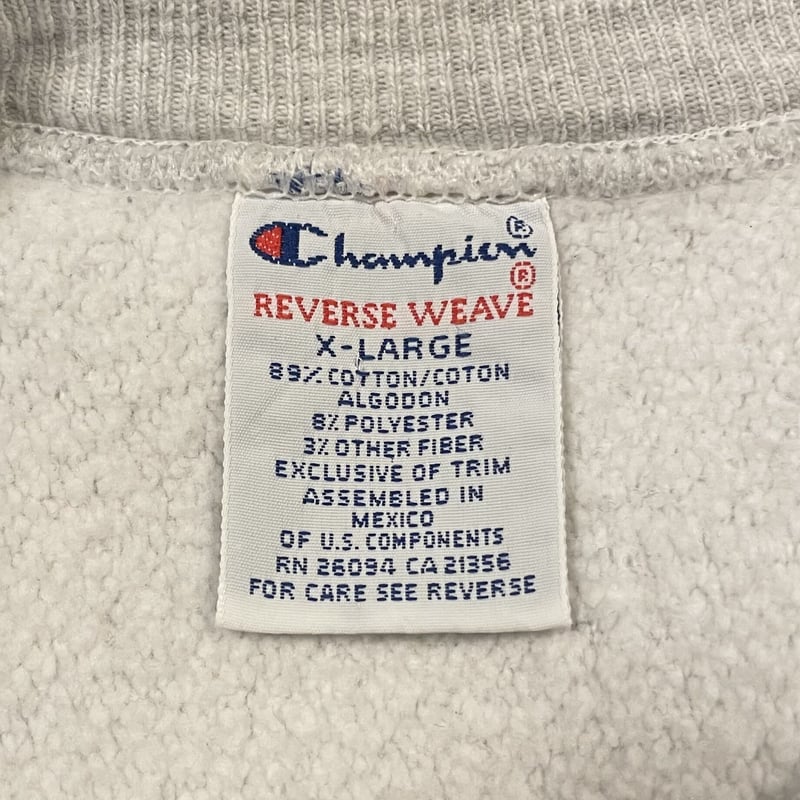 Champion®
REVERSE WEAVE®
X-LARGE
89% COTTON/COTON
ALGODON
8% POLYESTER
3% OTHER FIBER
EXCLUSIVE OF TRIM
ASSEMBLED IN
MEXICO
OF U.S. COMPONENTS
RN 26094 CA 21356
FOR CARE SEE REVERSE